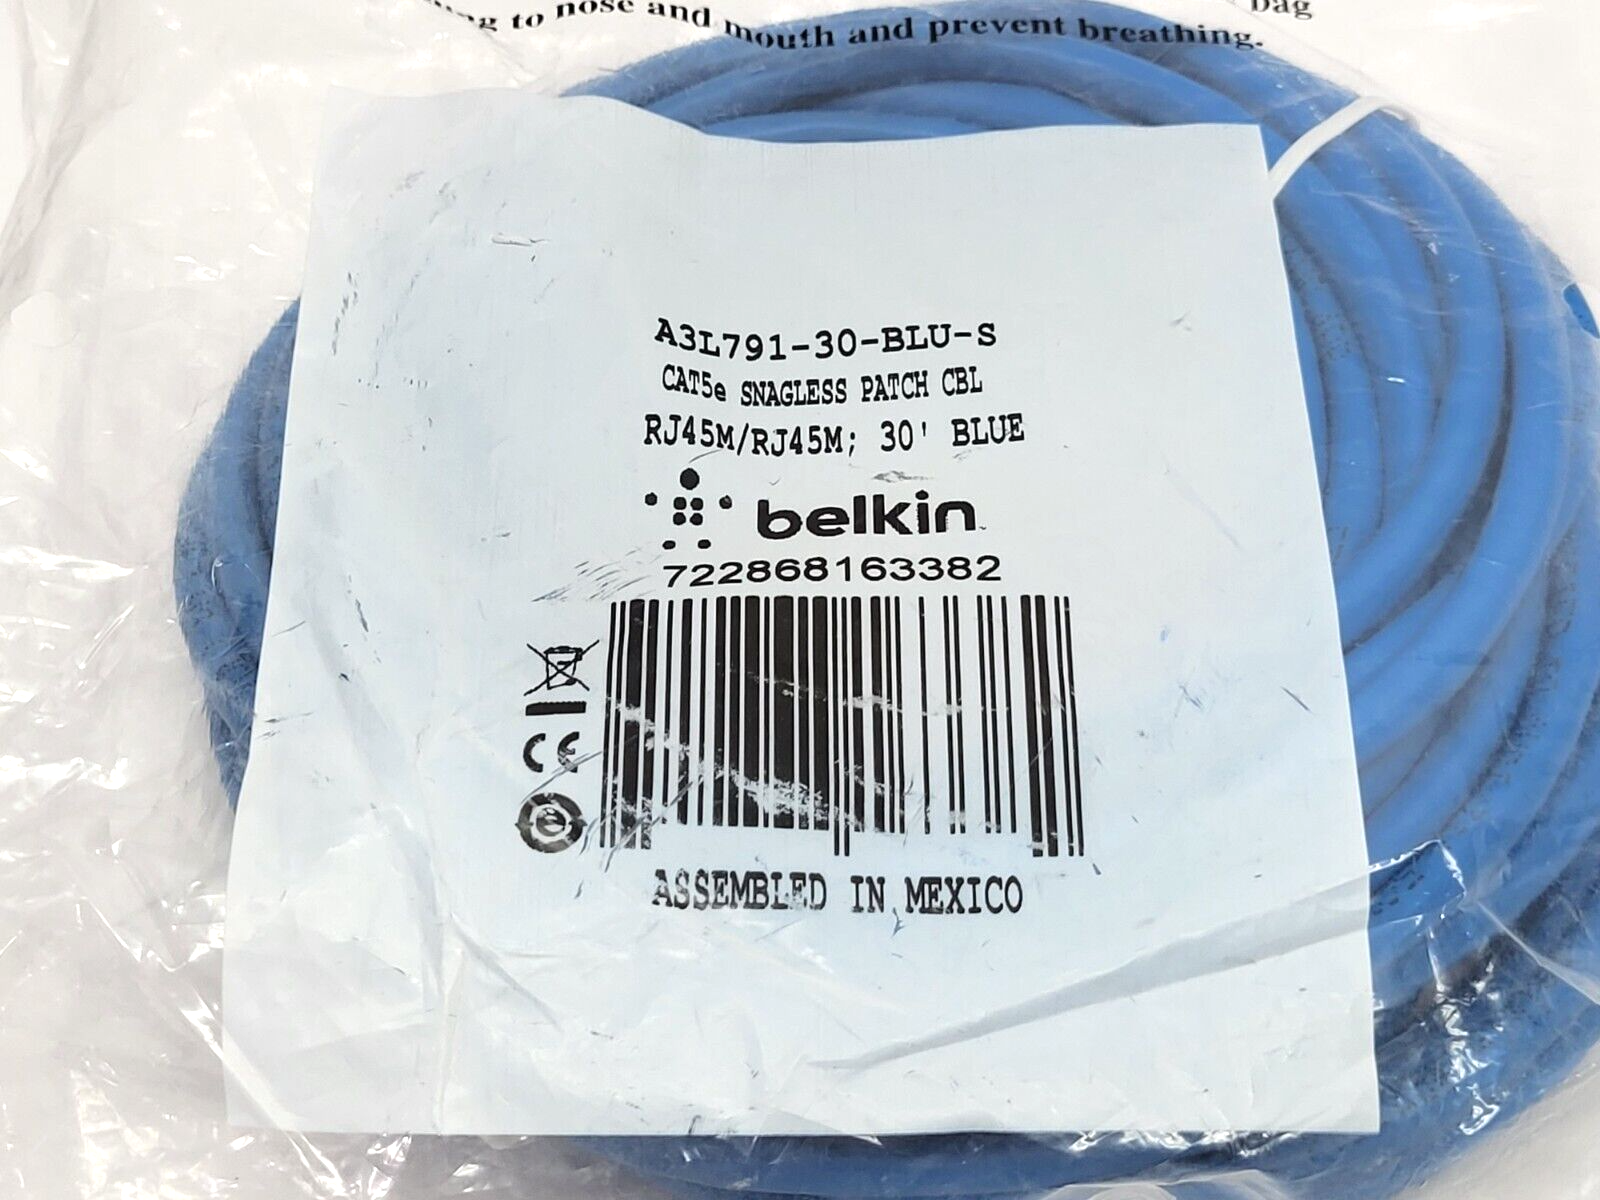 to nose and mouth and prevent breathing.
bag
A3L791-30-BLU-S
CAT5e SNAGLESS PATCH CBL
RJ45M/RJ45M; 30' BLUE
belkin
722868163382
CE
ASSEMBLED IN MEXICO